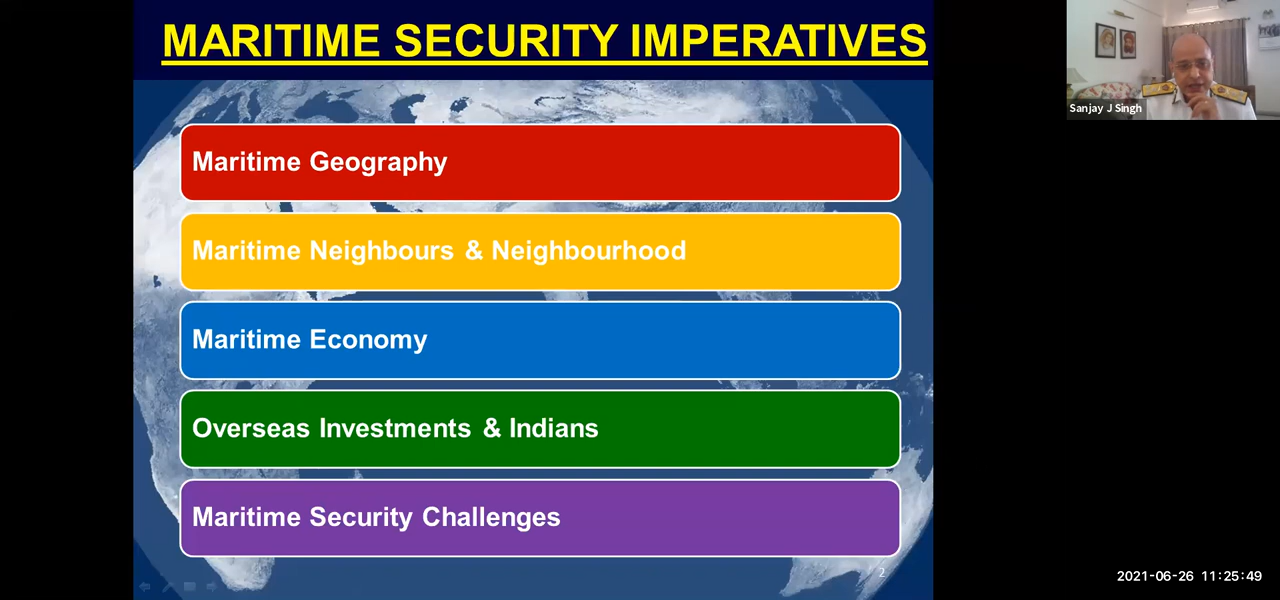 MARITIME SECURITY IMPERATIVES
Sanjay J Singh
Maritime Geography
Maritime Neighbours & Neighbourhood
Maritime Economy
Overseas Investments & Indians
Maritime Security Challenges
2
2021-06-26 11:25:49